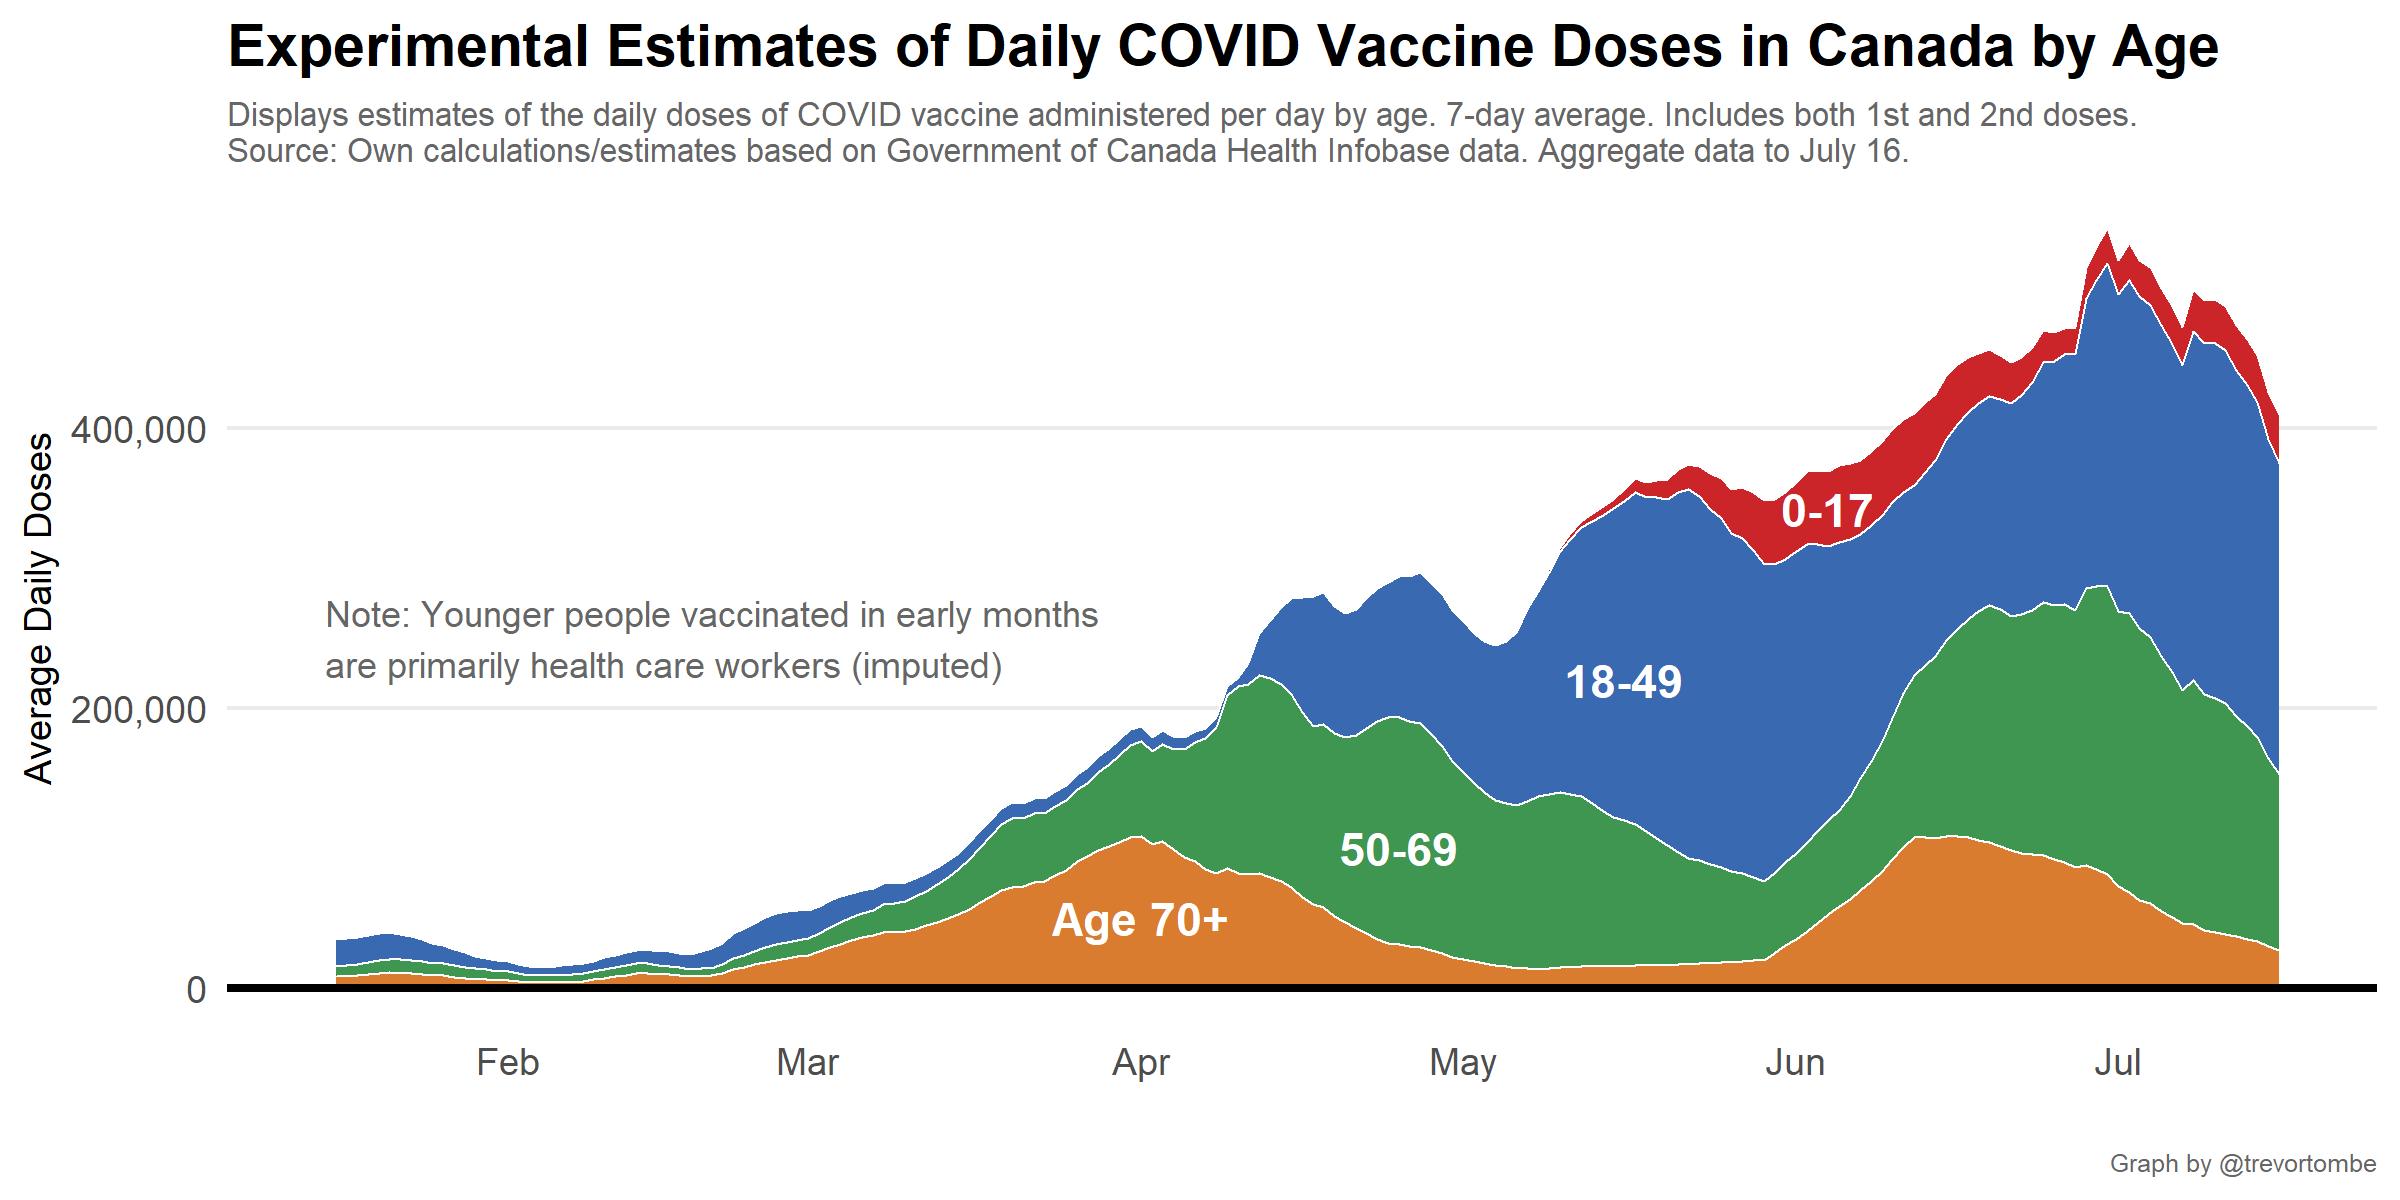 Experimental Estimates of Daily COVID Vaccine Doses in Canada by Age
Displays estimates of the daily doses of COVID vaccine administered per day by age. 7-day average. Includes both 1st and 2nd doses.
Source: Own calculations/estimates based on Government of Canada Health Infobase data. Aggregate data to July 16.
Average Daily Doses
400,000
200,000
0
Note: Younger people vaccinated in early months
are primarily health care workers (imputed)
0-17
18-49
50-69
Age 70+
Feb
Mar
Apr
May
Jun
Jul
Graph by @trevortombe